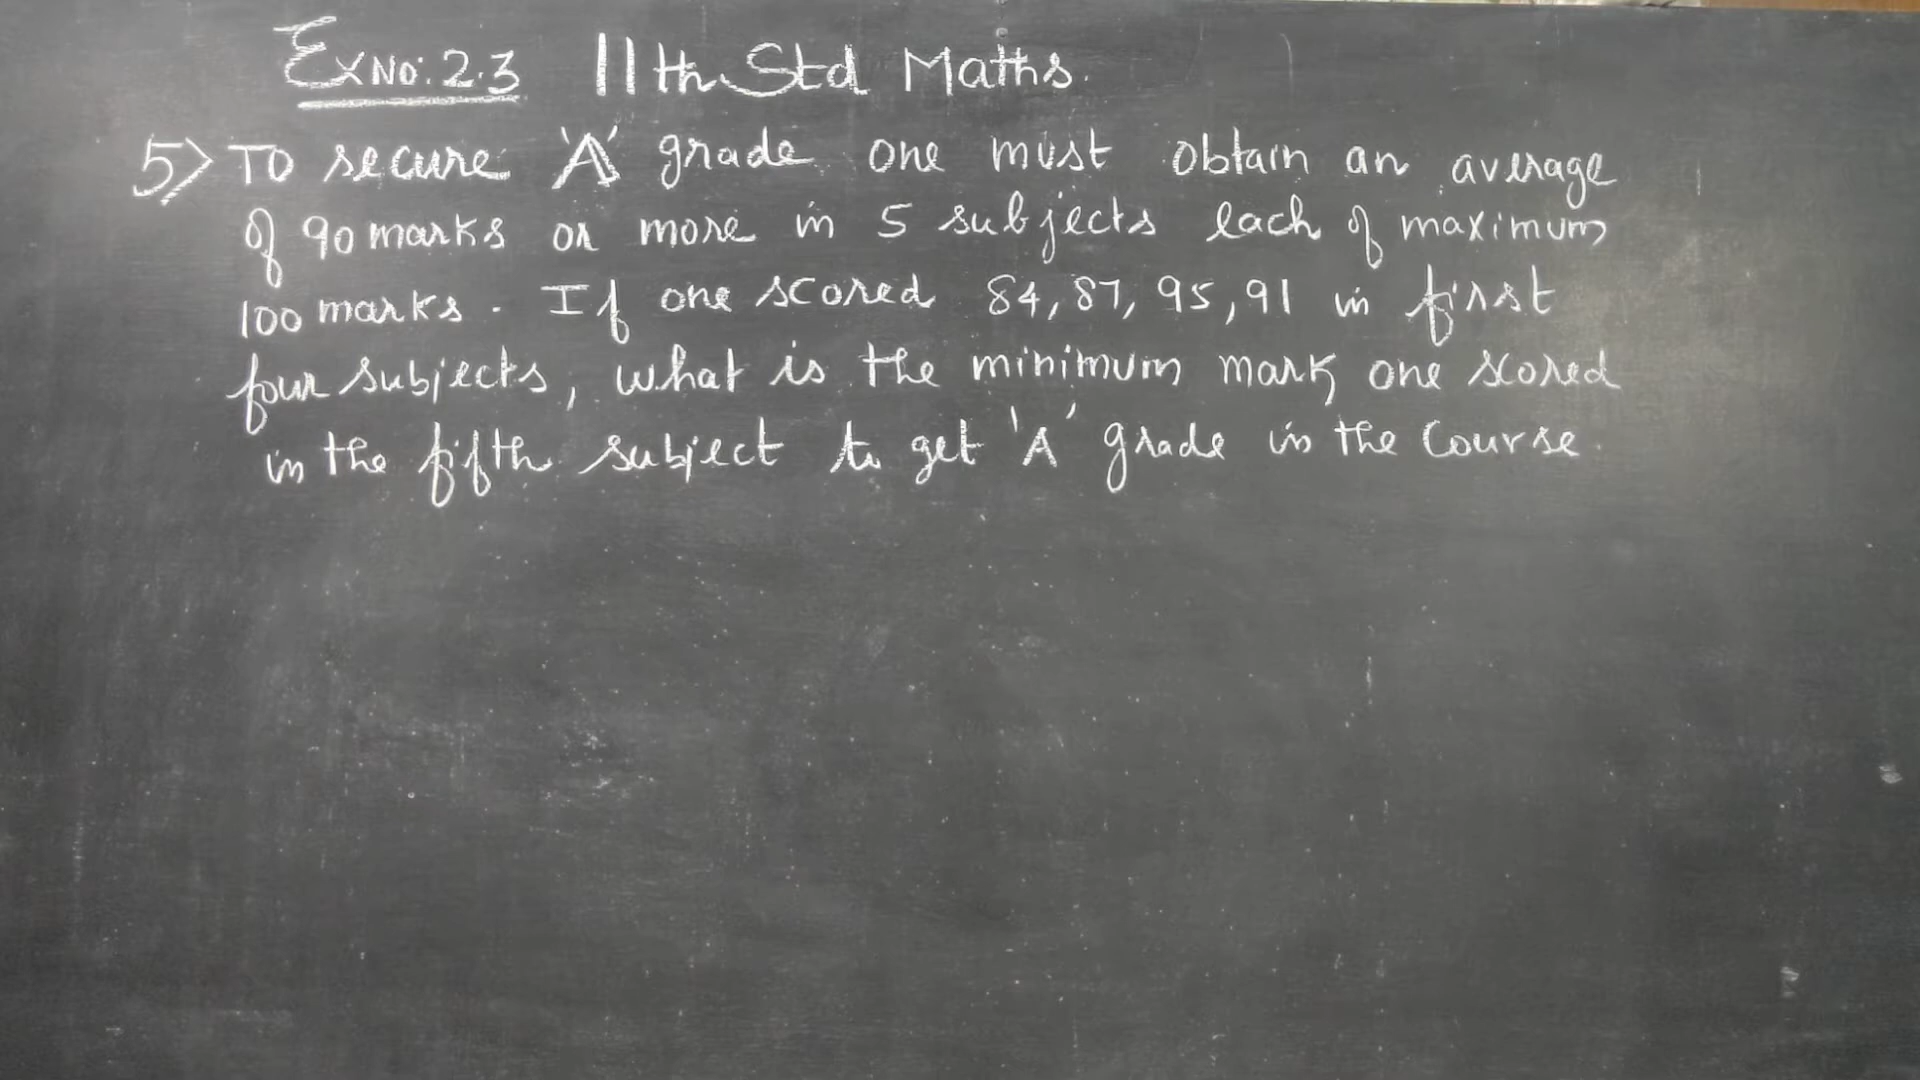 Ex No: 2.3 11th Std Maths.
5) To secure 'A' grade one must obtain an average
of 90 marks or more in 5 subjects each of maximum
100 marks. If one scored 84, 87, 95, 91 in first
four subjects, what is the minimum mark one scored
in the fifth subject to get 'A' grade in the Course.